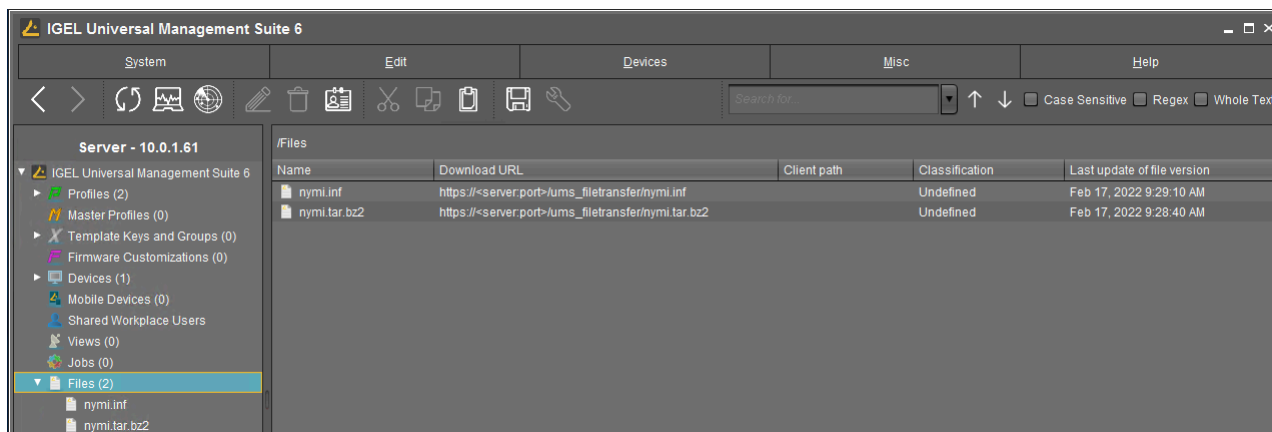 IGEL Universal Management Suite 6
System Edit Devices Misc Help
Search for... Case Sensitive Regex Whole Text
Server - 10.0.1.61
IGEL Universal Management Suite 6
Profiles (2)
Master Profiles (0)
Template Keys and Groups (0)
Firmware Customizations (0)
Devices (1)
Mobile Devices (0)
Shared Workplace Users
Views (0)
Jobs (0)
Files (2)
nymi.inf
nymi.tar.bz2
/Files
Name Download URL Client path Classification Last update of file version
nymi.inf https://<server:port>/ums_filetransfer/nymi.inf Undefined Feb 17, 2022 9:29:10 AM
nymi.tar.bz2 https://<server:port>/ums_filetransfer/nymi.tar.bz2 Undefined Feb 17, 2022 9:28:40 AM